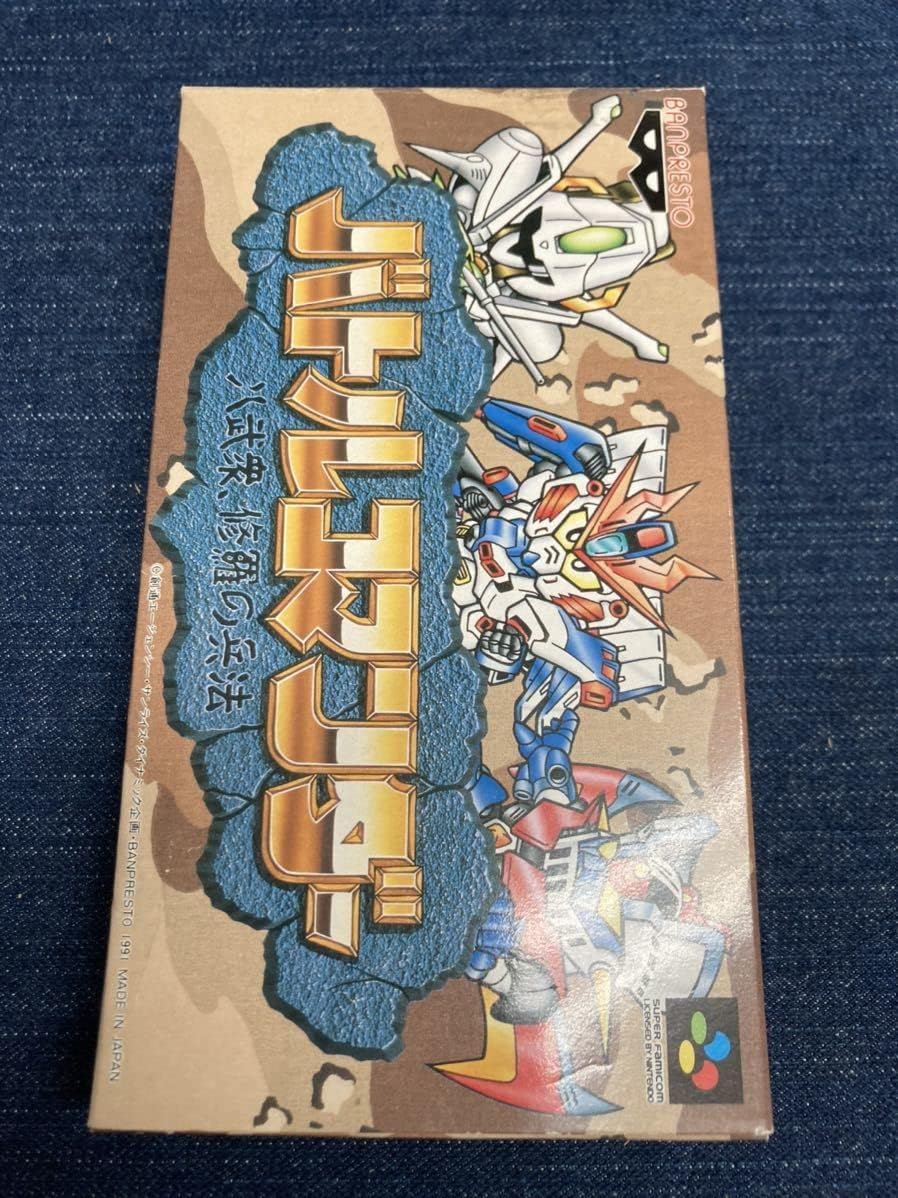 BANPRESTO
バトルコマンダー
八武衆、修羅の兵法
SUPER FAMICOM
LICENSED BY NINTENDO
©創通エージェンシー・サンライズ・ダイナミック企画・BANPRESTO 1991 MADE IN JAPAN